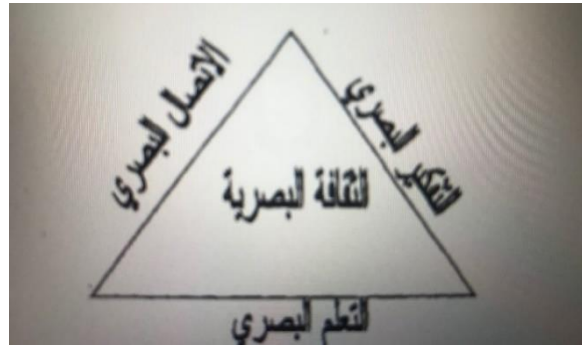 التفكير البصري
الاتصال البصري
الثقافة البصرية
التعلم البصري